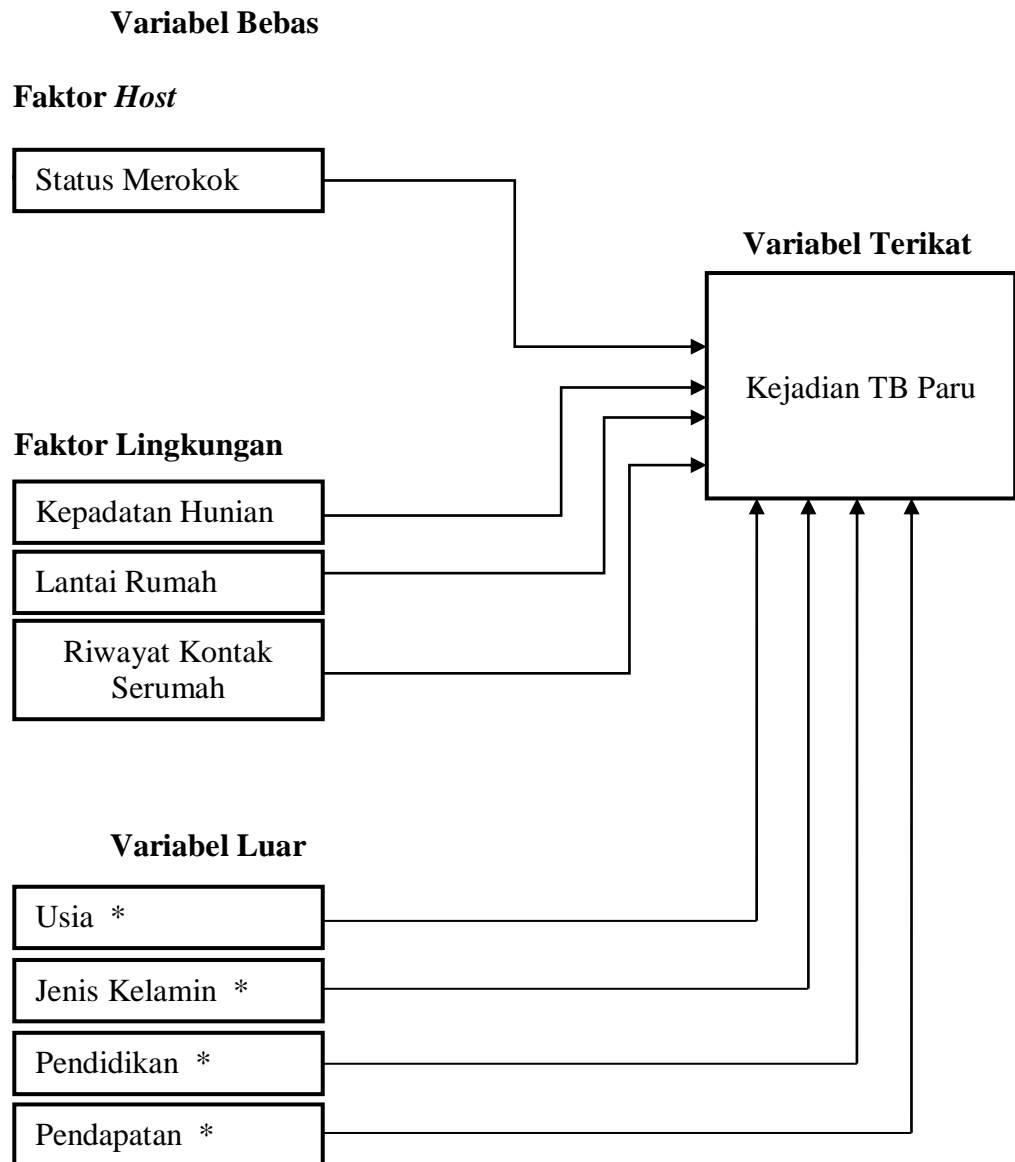 Variabel Bebas
Faktor Host
Status Merokok
Variabel Terikat
Kejadian TB Paru
Faktor Lingkungan
Kepadatan Hunian
Lantai Rumah
Riwayat Kontak
Serumah
Variabel Luar
Usia *
Jenis Kelamin *
Pendidikan *
Pendapatan *